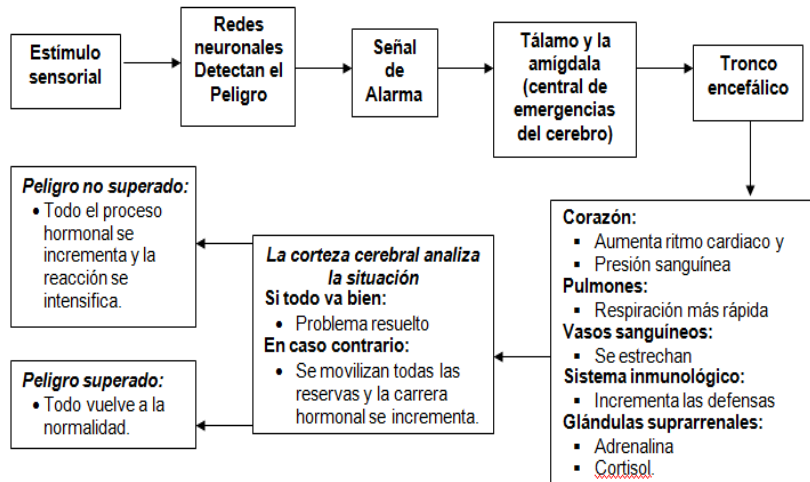 Estímulo
sensorial
Redes
neuronales
Detectan el
Peligro
Señal
de
Alarma
Tálamo y la
amígdala
(central de
emergencias
del cerebro)
Tronco
encefálico
Corazón:
▪ Aumenta ritmo cardiaco y
▪ Presión sanguínea
Pulmones:
▪ Respiración más rápida
Vasos sanguíneos:
▪ Se estrechan
Sistema inmunológico:
▪ Incrementa las defensas
Glándulas suprarrenales:
▪ Adrenalina
▪ Cortisol.
La corteza cerebral analiza
la situación
Si todo va bien:
• Problema resuelto
En caso contrario:
• Se movilizan todas las
reservas y la carrera
hormonal se incrementa.
Peligro no superado:
• Todo el proceso
hormonal se
incrementa y la
reacción se
intensifica.
Peligro superado:
• Todo vuelve a la
normalidad.